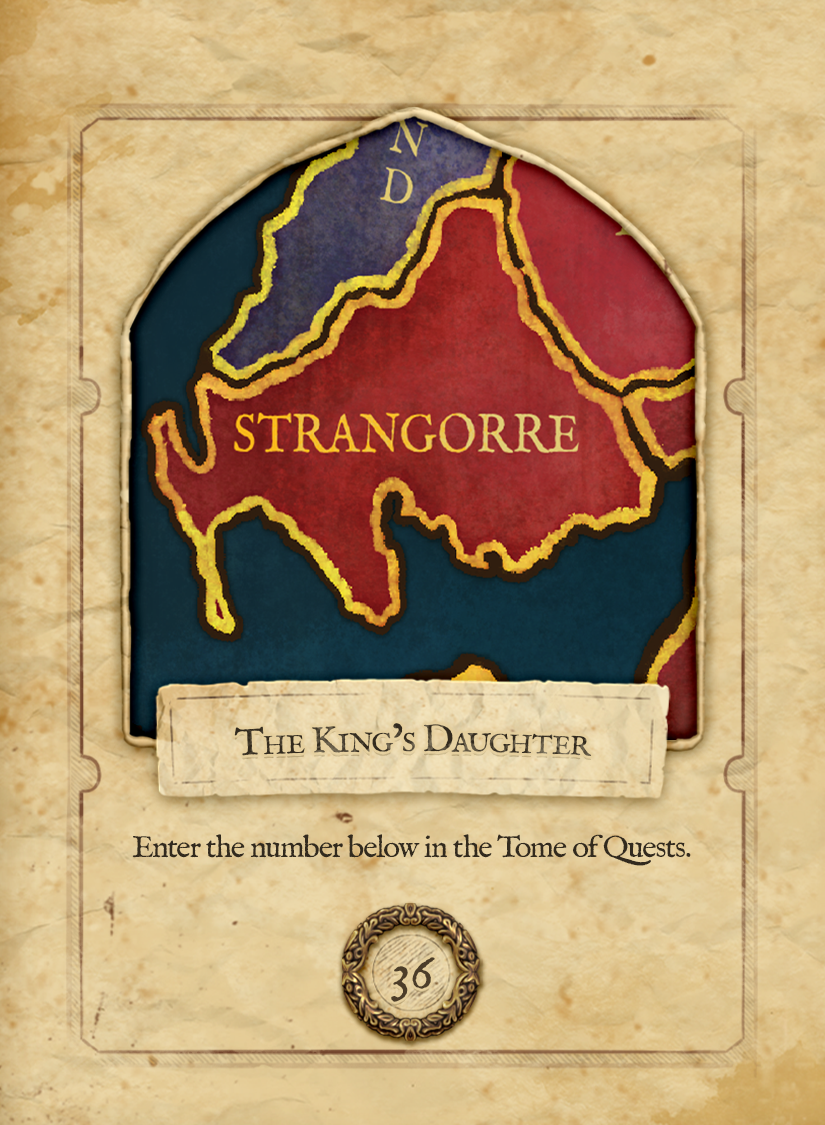 N
D
STRANGORRE
The King's Daughter
Enter the number below in the Tome of Quests.
36